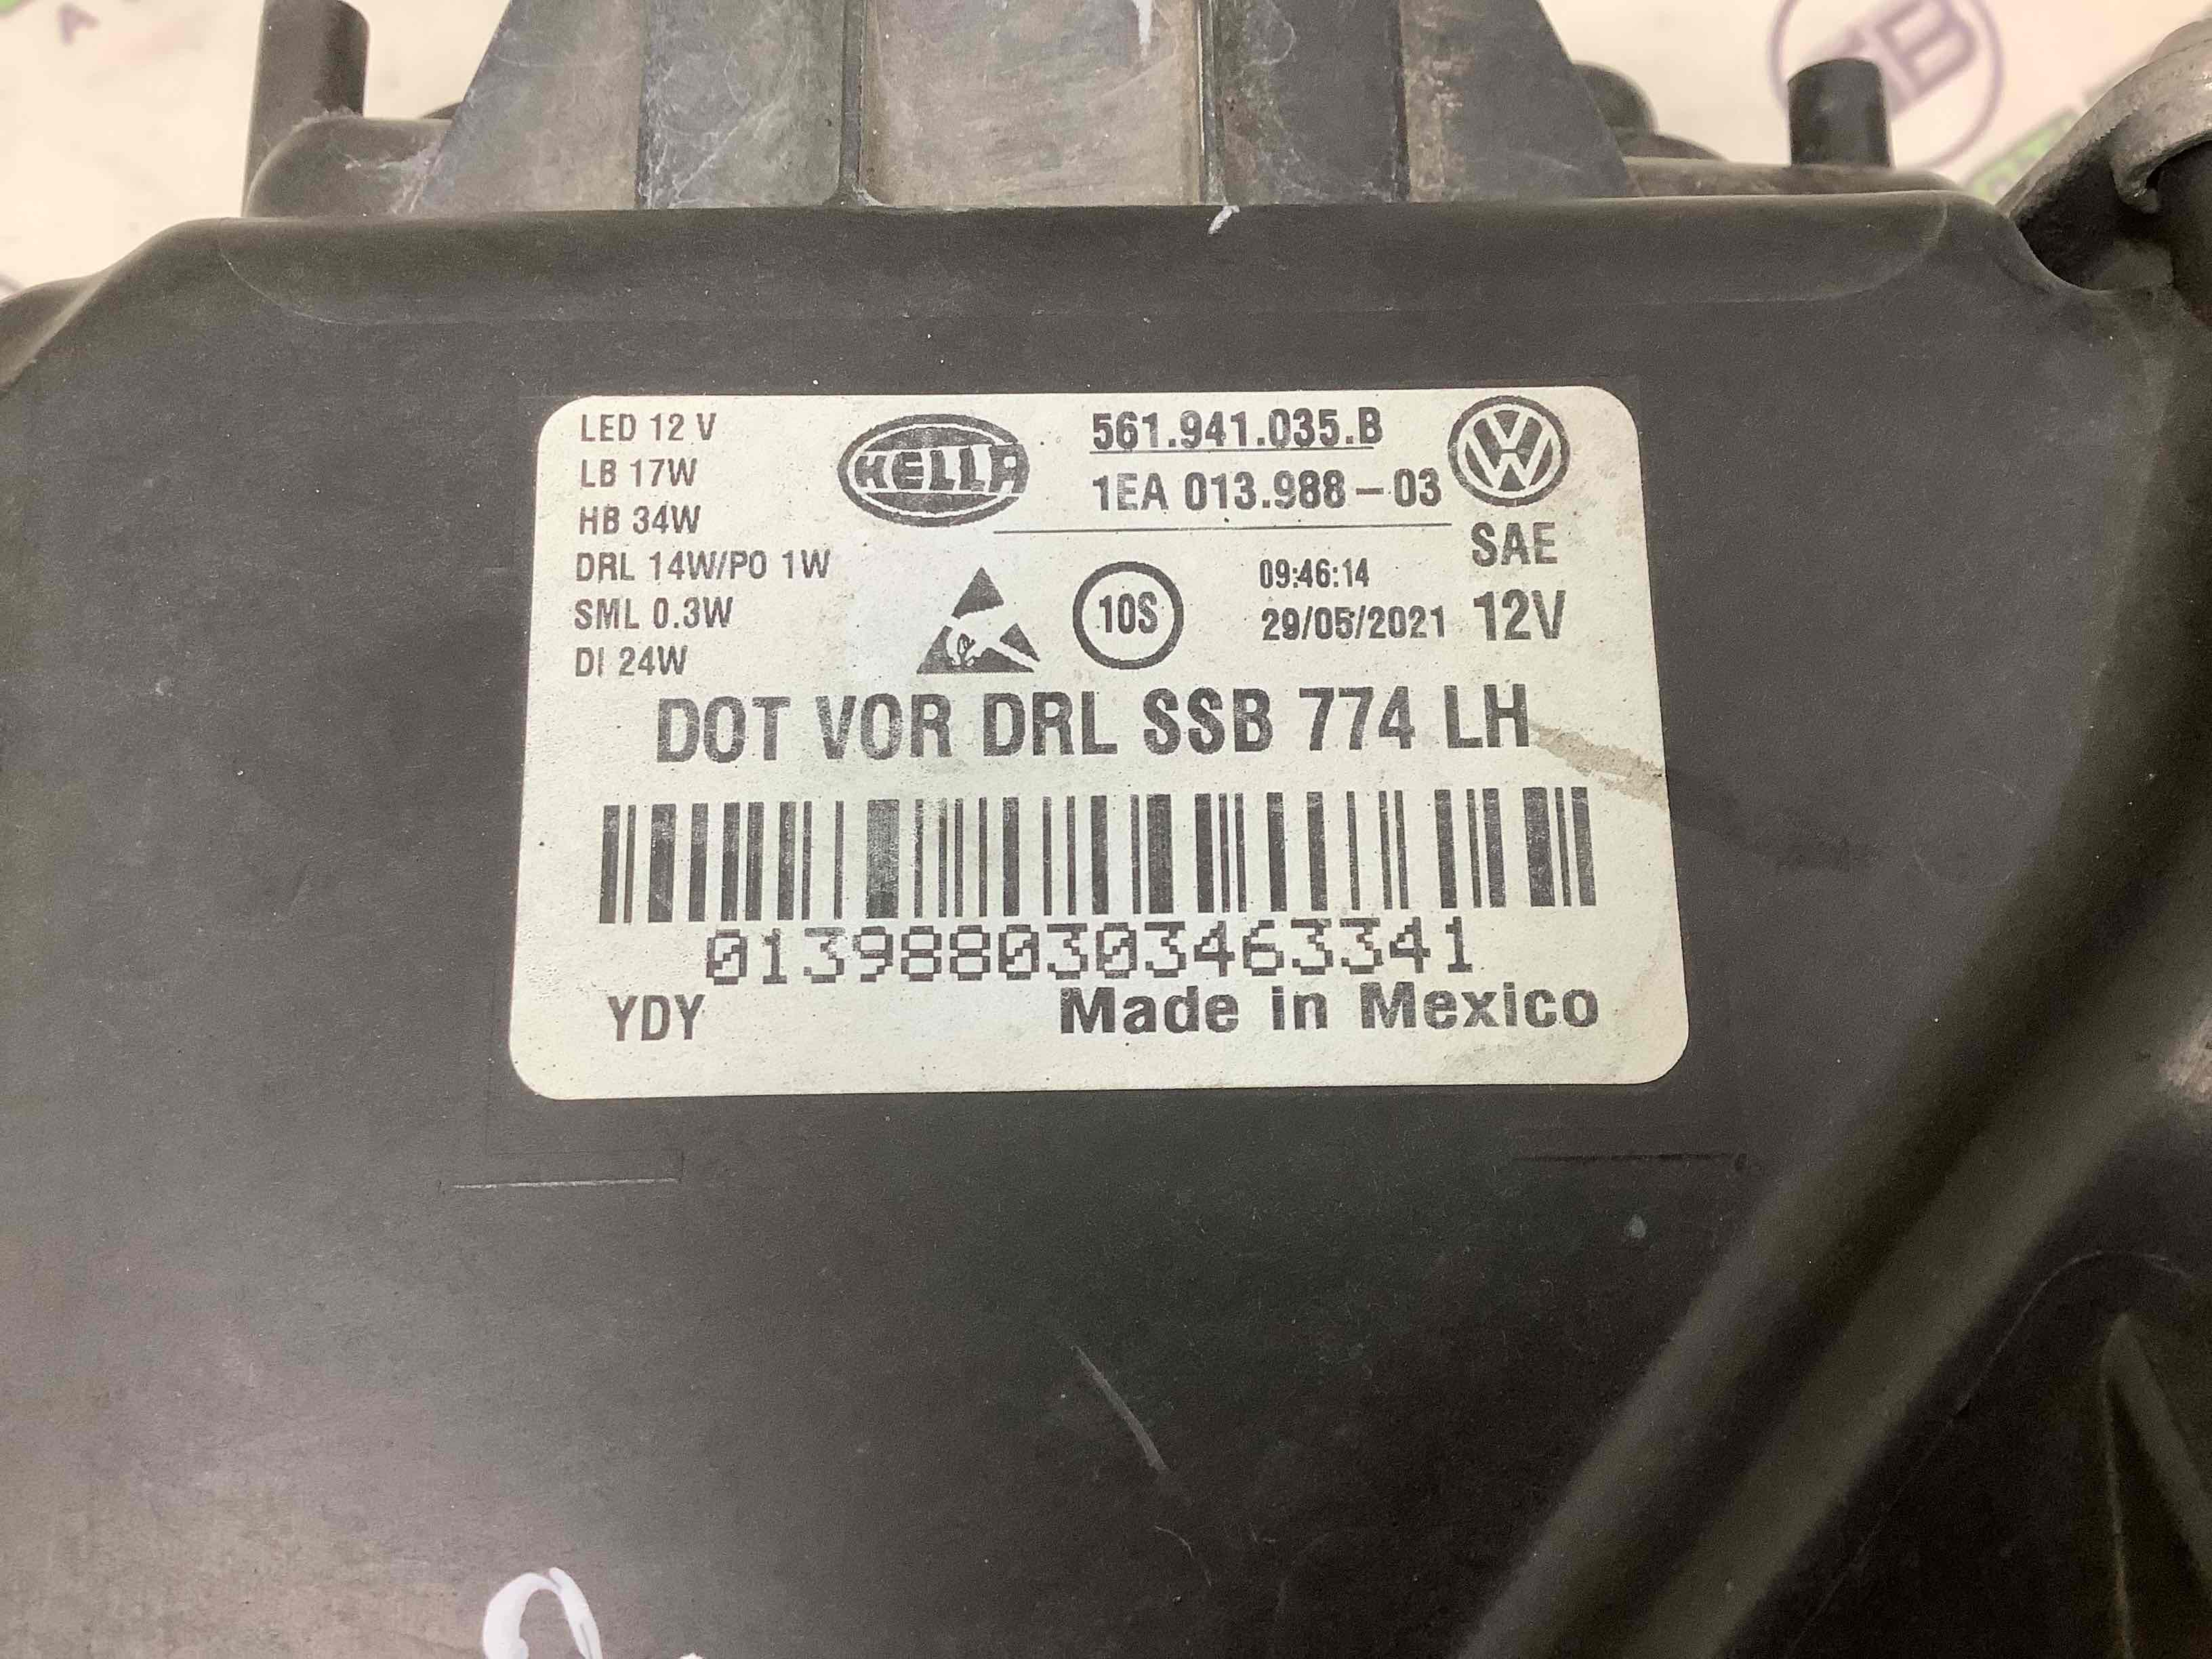 LED 12 V
LB 17W
HB 34W
DRL 14W/PO 1W
SML 0.3W
DI 24W
HELLA
561.941.035.B
1EA 013.988-03
SAE
10S
09:46:14
29/05/2021
12V
DOT VOR DRL SSB 774 LH
0139880303463341
YDY
Made in Mexico